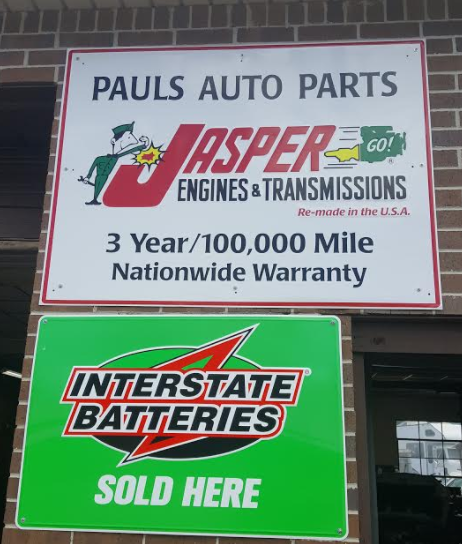 PAULS AUTO PARTS
JASPER GO!
ENGINES & TRANSMISSIONS
Re-made in the U.S.A.
3 Year/100,000 Mile
Nationwide Warranty
INTERSTATE
BATTERIES
SOLD HERE